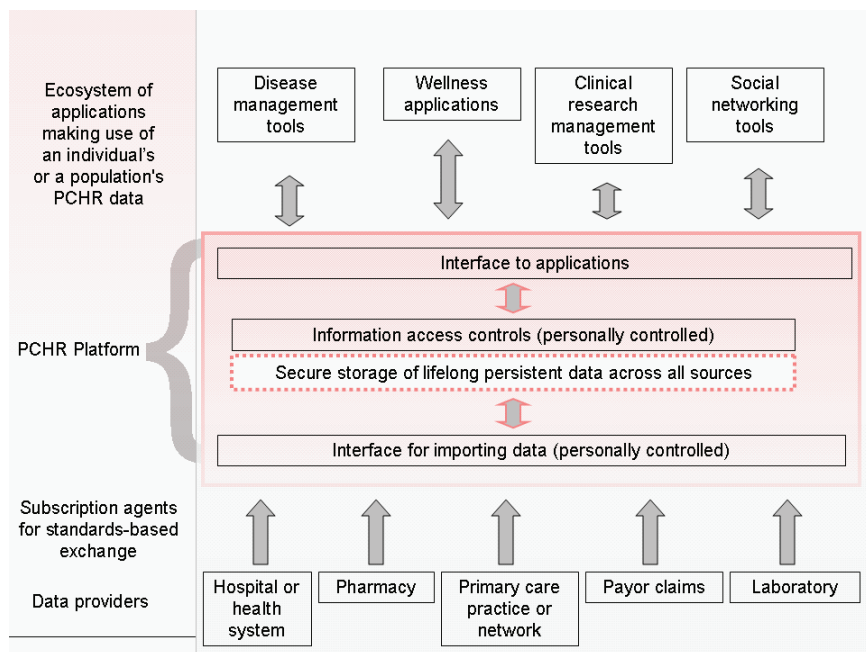 Ecosystem of
applications
making use of
an individual's
or a population's
PCHR data
Disease
management
tools
Wellness
applications
Clinical
research
management
tools
Social
networking
tools
PCHR Platform
Interface to applications
Information access controls (personally controlled)
Secure storage of lifelong persistent data across all sources
Interface for importing data (personally controlled)
Subscription agents
for standards-based
exchange
Data providers
Hospital or
health
system
Pharmacy
Primary care
practice or
network
Payor claims
Laboratory